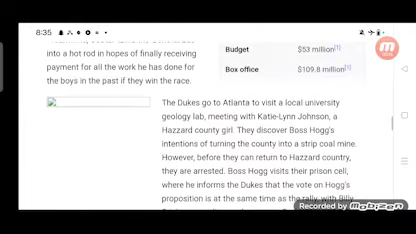 8:35
into a hot rod in hopes of finally receiving
payment for all the work he has done for
the boys in the past if they win the race.
Budget $53 million[1]
Box office $109.8 million[1]
The Dukes go to Atlanta to visit a local university
geology lab, meeting with Katie-Lynn Johnson, a
Hazzard county girl. They discover Boss Hogg's
intentions of turning the county into a strip coal mine.
However, before they can return to Hazzard country,
they are arrested. Boss Hogg visits their prison cell,
where he informs the Dukes that the vote on Hogg's
proposition is at the same time as the rally, with Billy
Recorded by Mobizen